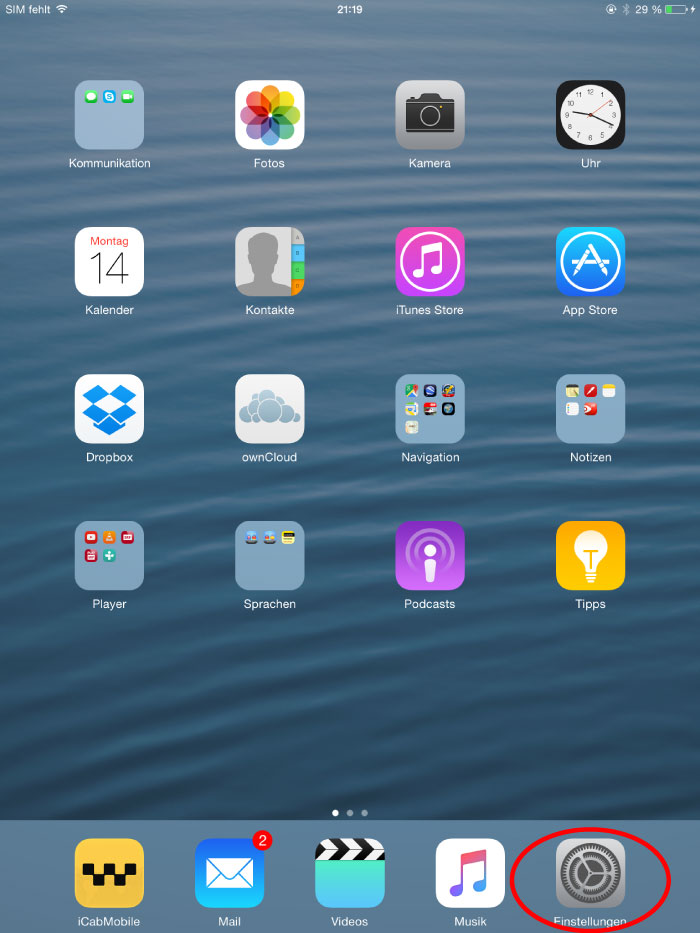 SIM fehlt 21:19 29 %
Kommunikation Fotos Kamera Uhr
Montag
14
Kalender Kontakte iTunes Store App Store
Dropbox ownCloud Navigation Notizen
Player Sprachen Podcasts Tipps
2
iCabMobile Mail Videos Musik Einstellungen